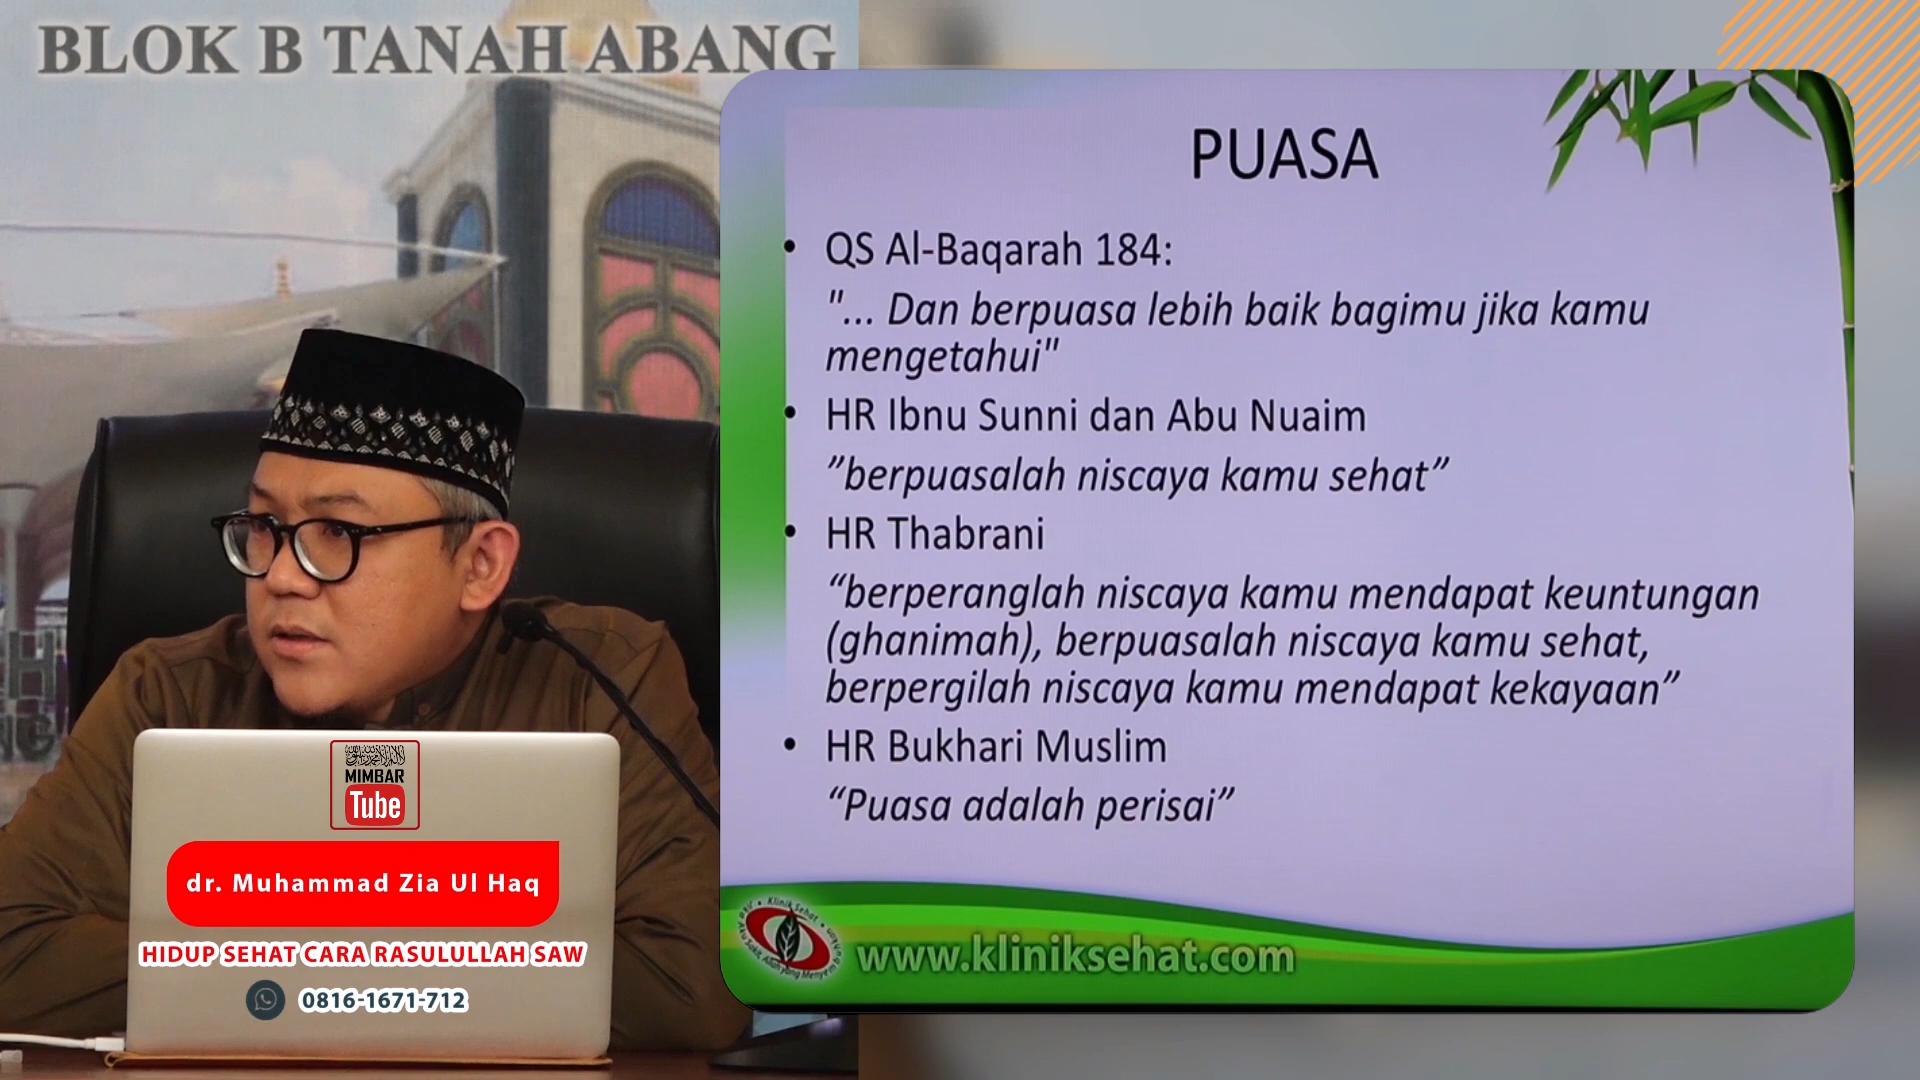 BLOK B TANAH ABANG
PUASA
• QS Al-Baqarah 184:
"... Dan berpuasa lebih baik bagimu jika kamu
mengetahui"
• HR Ibnu Sunni dan Abu Nuaim
”berpuasalah niscaya kamu sehat”
• HR Thabrani
“berperanglah niscaya kamu mendapat keuntungan
(ghanimah), berpuasalah niscaya kamu sehat,
berpergilah niscaya kamu mendapat kekayaan”
• HR Bukhari Muslim
“Puasa adalah perisai”
Klinik Sehat
www.kliniksehat.com
MIMBAR
Tube
dr. Muhammad Zia Ul Haq
HIDUP SEHAT CARA RASULULLAH SAW
0816-1671-712